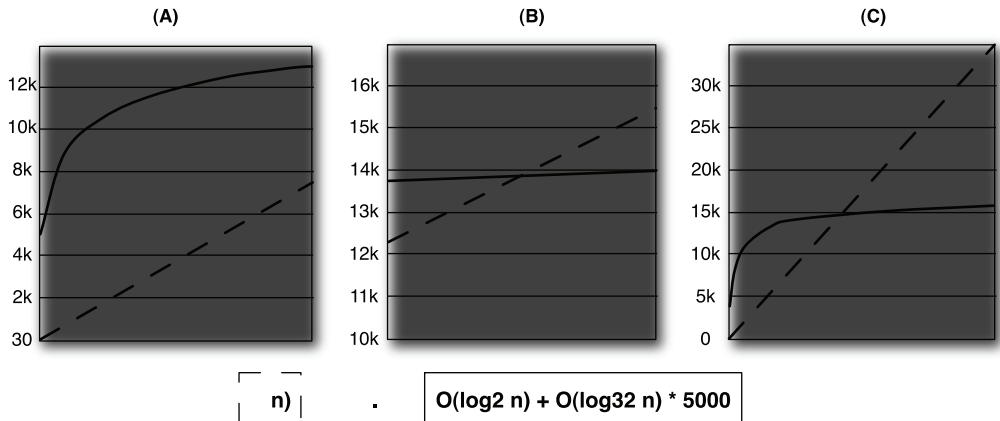 (A) (B) (C)
12k
10k
8k
6k
4k
2k
30
16k
15k
14k
13k
12k
11k
10k
30k
25k
20k
15k
10k
5k
0
n) . O(log2 n) + O(log32 n) * 5000